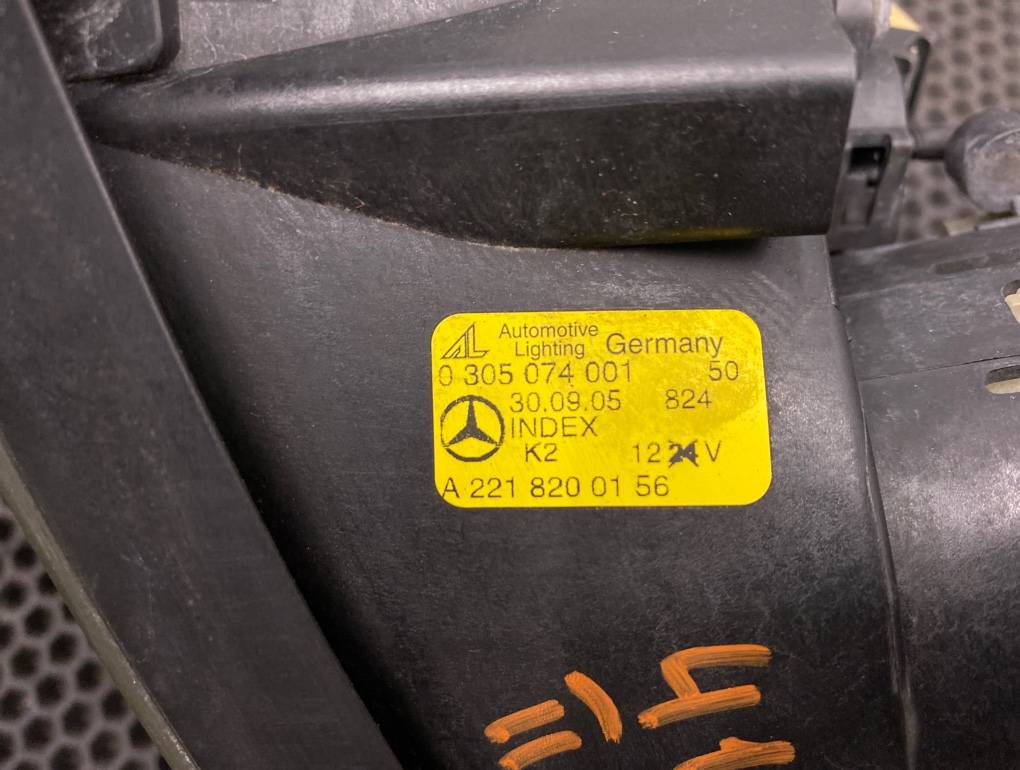 AL Automotive Lighting Germany
0 305 074 001 50
30.09.05 824
INDEX
K2 12 24 V
A 221 820 01 56